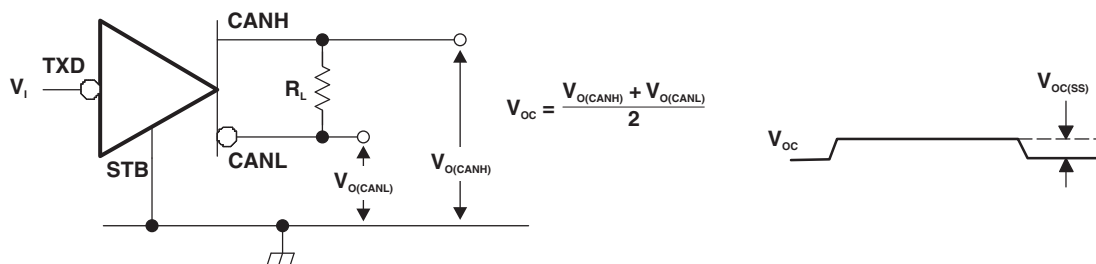 CANH
TXD
V_I
R_L
STB
CANL
V_O(CANL)
V_O(CANH)
V_OC = V_O(CANH) + V_O(CANL)
2
V_OC
V_OC(SS)